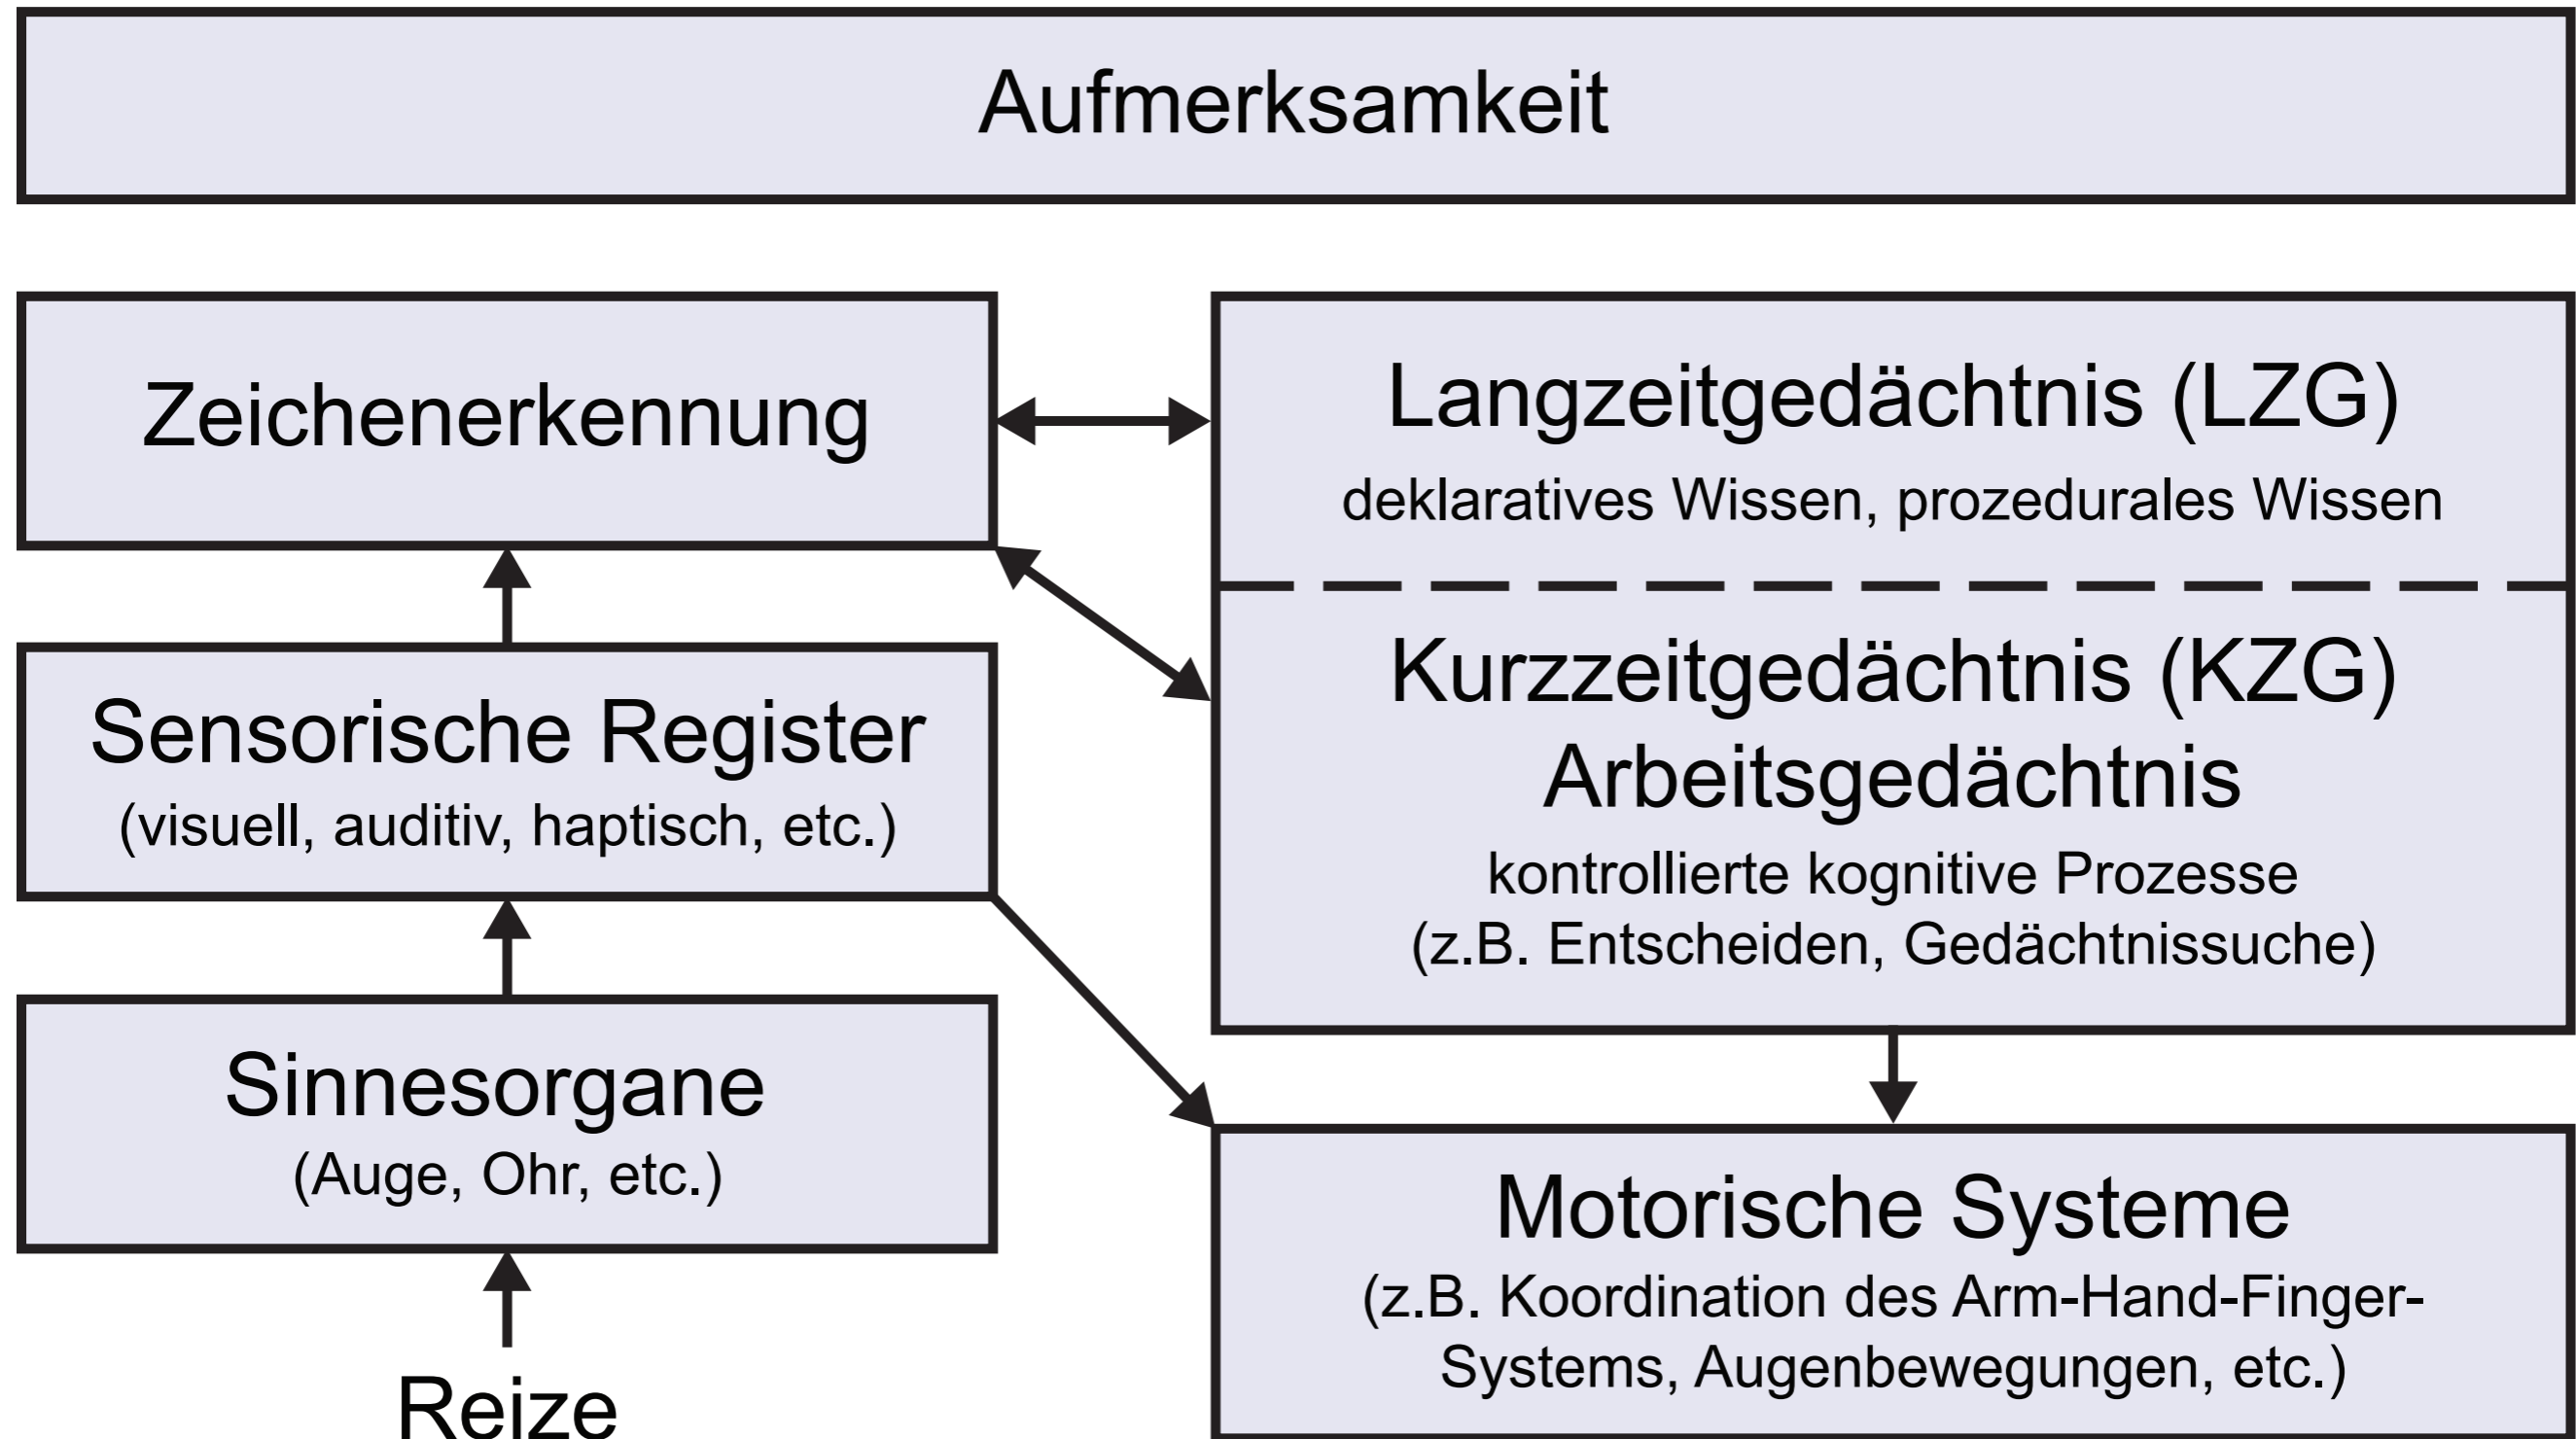 Aufmerksamkeit
Zeichenerkennung
Langzeitgedächtnis (LZG)
deklaratives Wissen, prozedurales Wissen
Sensorische Register
(visuell, auditiv, haptisch, etc.)
Kurzzeitgedächtnis (KZG)
Arbeitsgedächtnis
kontrollierte kognitive Prozesse
(z.B. Entscheiden, Gedächtnissuche)
Sinnesorgane
(Auge, Ohr, etc.)
Motorische Systeme
(z.B. Koordination des Arm-Hand-Finger-
Systems, Augenbewegungen, etc.)
Reize